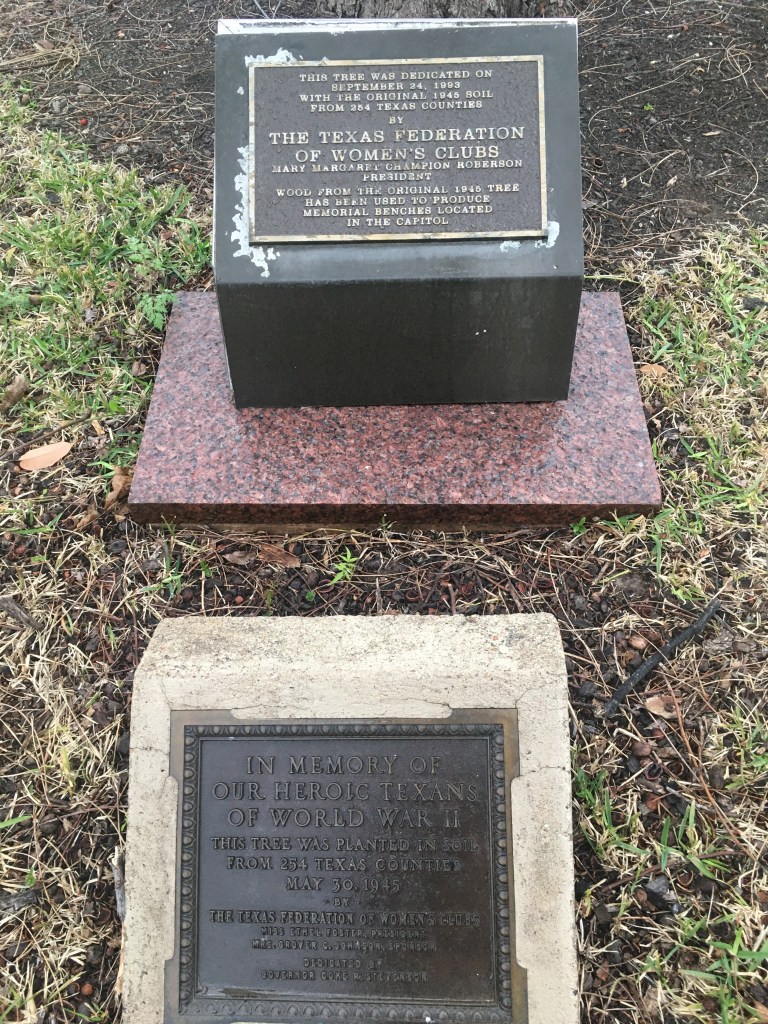 THIS TREE WAS DEDICATED ON
SEPTEMBER 24, 1993
WITH THE ORIGINAL 1945 SOIL
FROM 254 TEXAS COUNTIES
BY
THE TEXAS FEDERATION
OF WOMEN'S CLUBS
MARY MARGARET CHAMPION ROBERSON
PRESIDENT
WOOD FROM THE ORIGINAL 1945 TREE
HAS BEEN USED TO PRODUCE
MEMORIAL BENCHES LOCATED
IN THE CAPITOL
IN MEMORY OF
OUR HEROIC TEXANS
OF WORLD WAR II
THIS TREE WAS PLANTED IN SOIL
FROM 254 TEXAS COUNTIES
MAY 30, 1945
BY
THE TEXAS FEDERATION OF WOMEN'S CLUBS
MISS ETHEL FOSTER, PRESIDENT
MRS. GROVER C. JOHNSON, SPONSOR
DEDICATED BY
GOVERNOR COKE R. STEVENSON